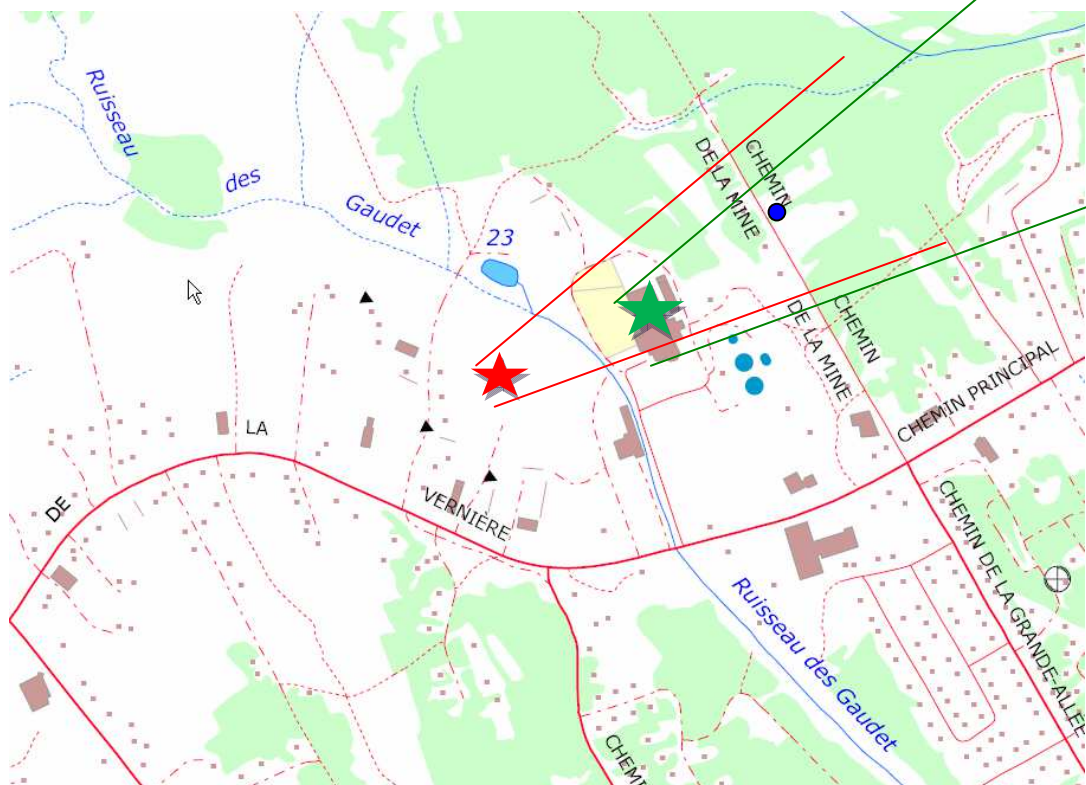 Ruisseau
des
Gaudet
23
CHEMIN
DE LA MINE
CHEMIN
DE LA MINE
CHEMIN PRINCIPAL
DE
LA
VERNIÈRE
CHEMIN DE LA GRANDE-ALLÉE
Ruisseau des Gaudet
CHEMI